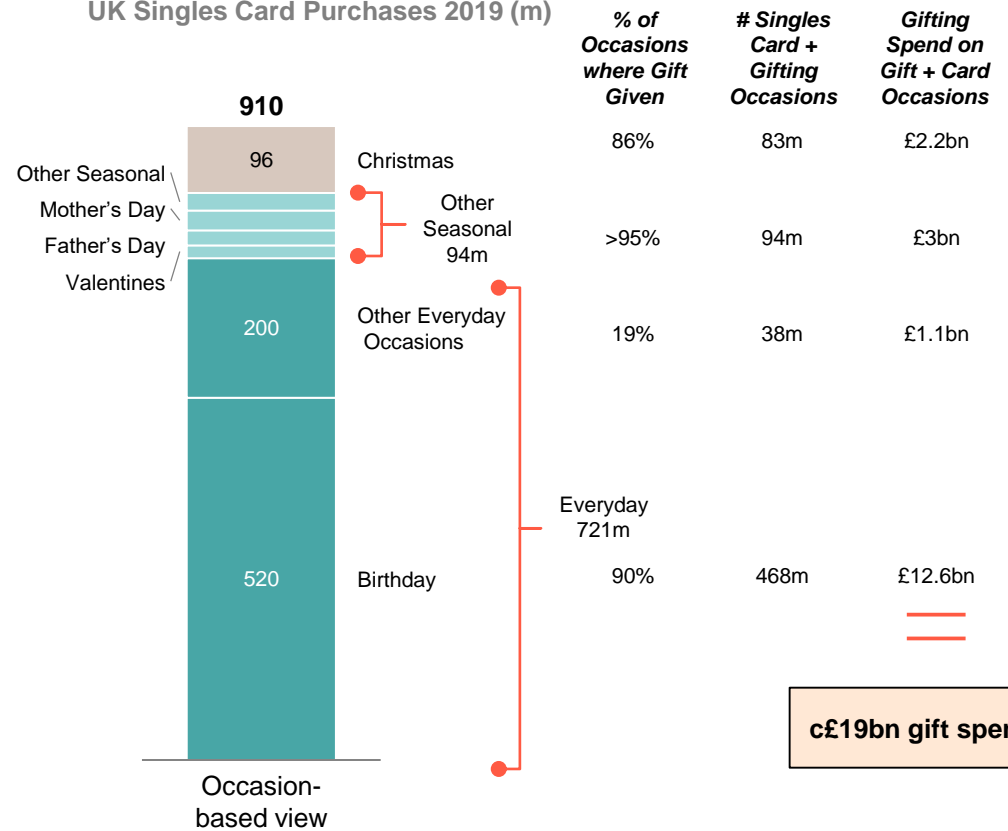 UK Singles Card Purchases 2019 (m)
% of
Occasions
where Gift
Given
# Singles
Card +
Gifting
Occasions
Gifting
Spend on
Gift + Card
Occasions
910
96
Christmas
86%
83m
£2.2bn
Other Seasonal
Mother's Day
Father's Day
Valentines
Other
Seasonal
94m
>95%
94m
£3bn
200
Other Everyday
Occasions
19%
38m
£1.1bn
Everyday
721m
520
Birthday
90%
468m
£12.6bn
c£19bn gift
Occasion-
based view